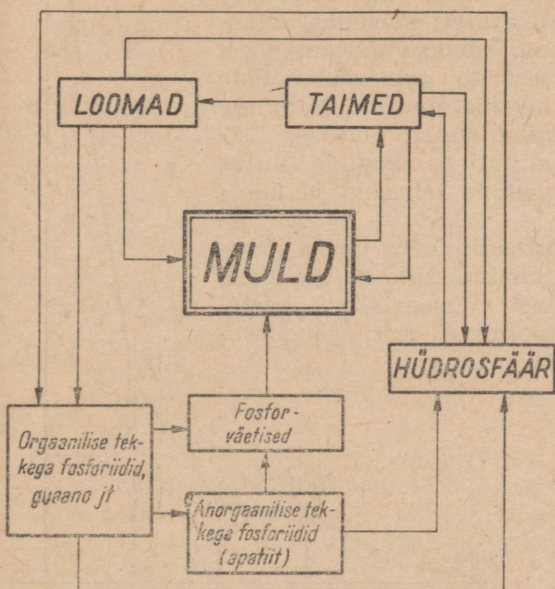 LOOMAD
TAIMED
MULD
HÜDROSFÄÄR
Fosfor-
väetised
Orgaanilise tek-
kega fosforiidid,
guaano jt
Anorgaanilise tek-
kega fosforiidid
(apatiit)